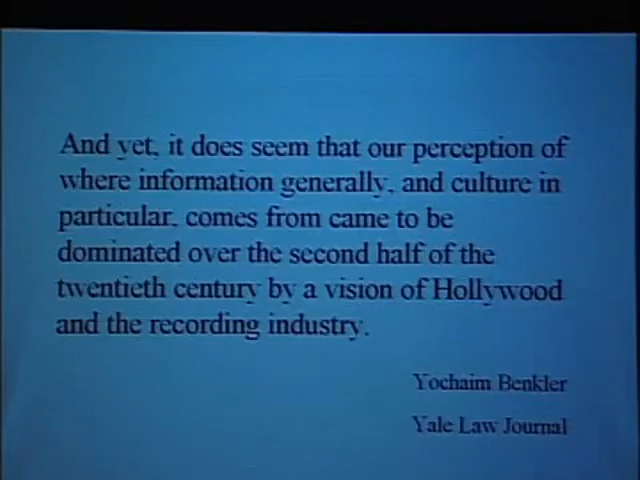 And yet, it does seem that our perception of
where information generally, and culture in
particular, comes from came to be
dominated over the second half of the
twentieth century by a vision of Hollywood
and the recording industry.
Yochaim Benkler
Yale Law Journal